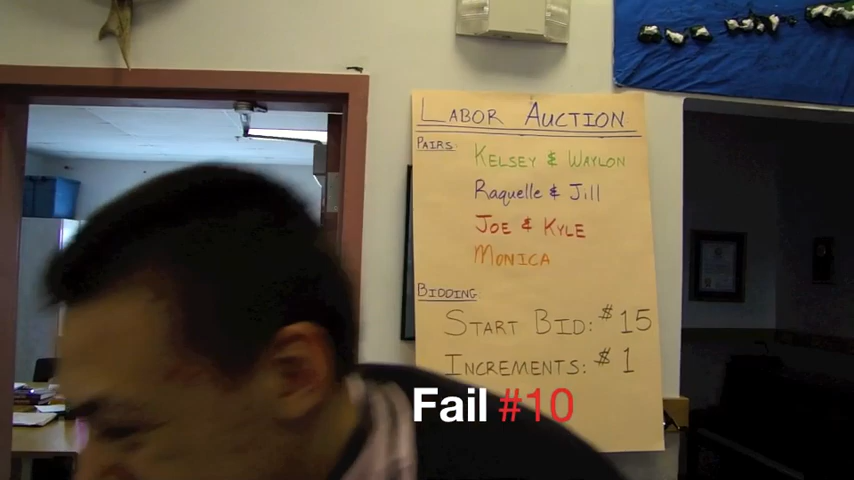 LABOR AUCTION
PAIRS: KELSEY & WAYLON
Raquelle & Jill
JOE & KYLE
MONICA
BIDDING
START BID: $15
INCREMENTS: $1
Fail #10